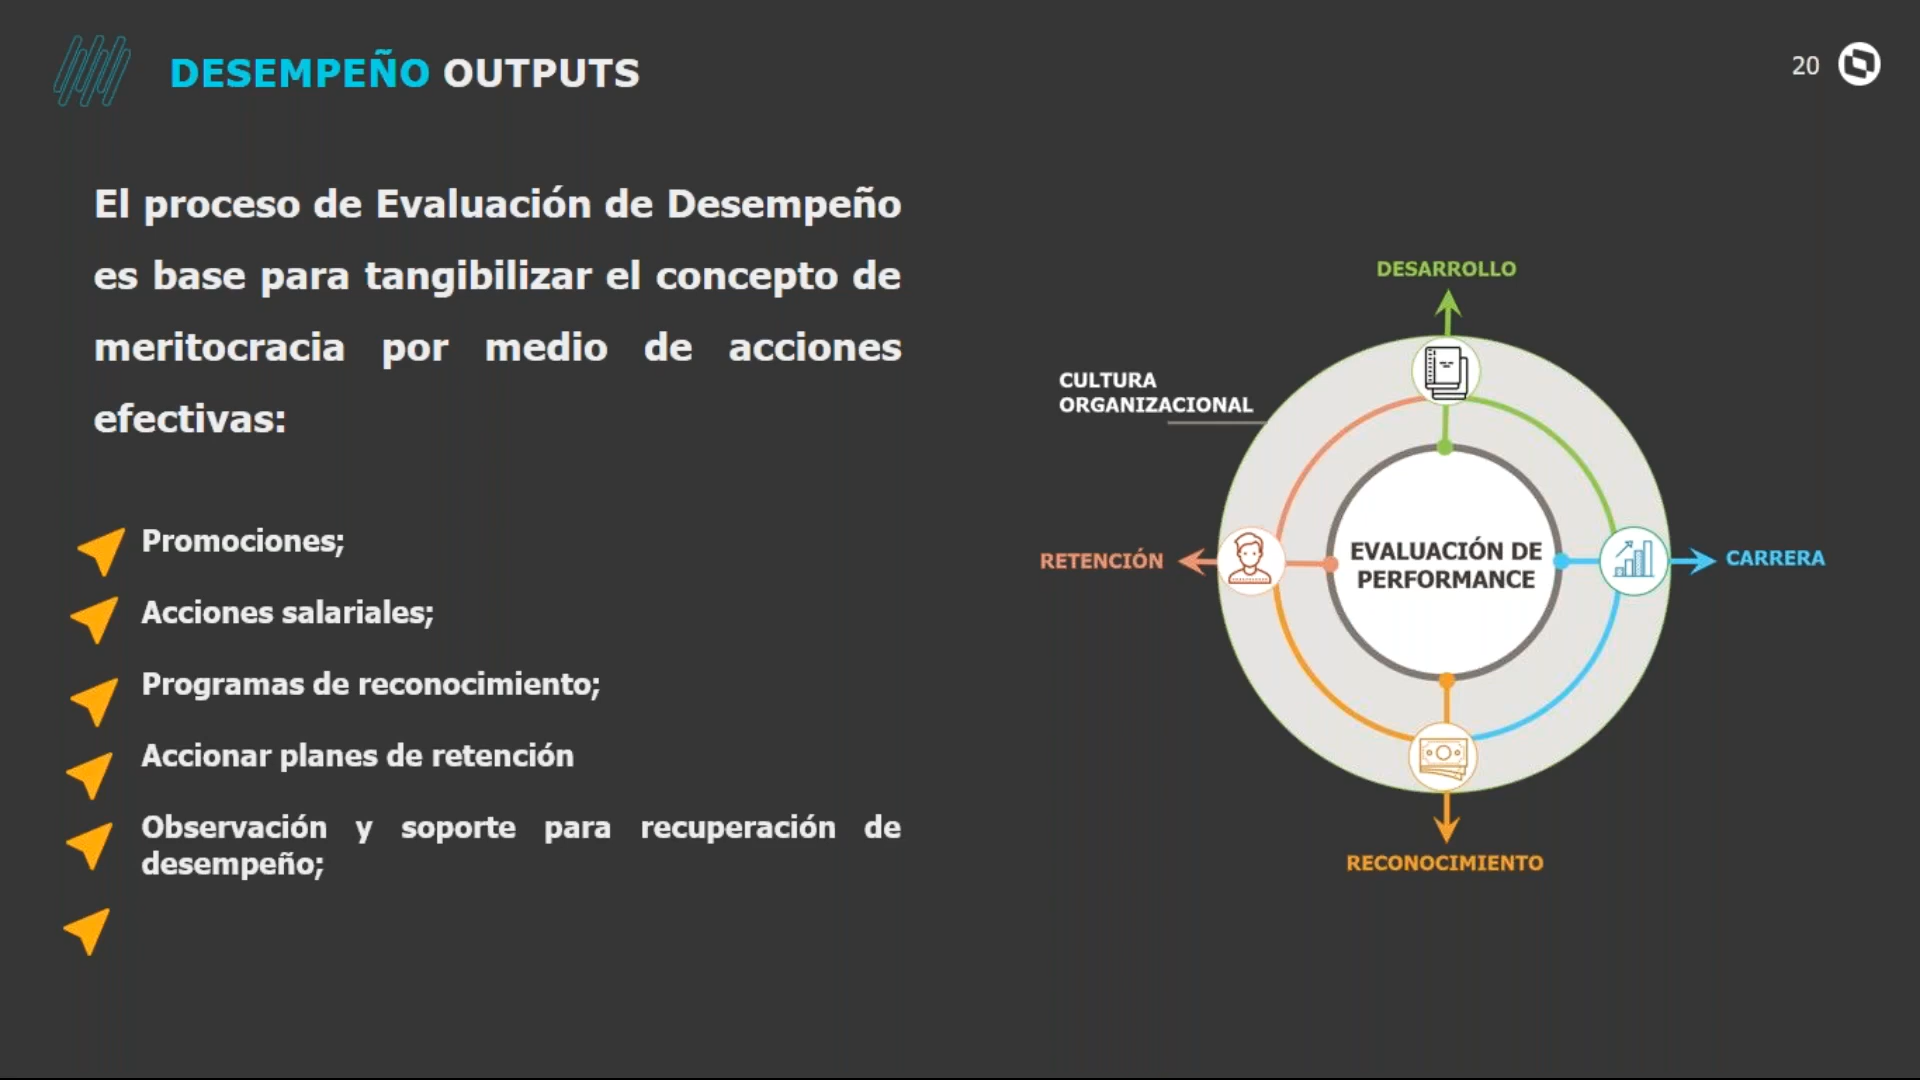 DESEMPEÑO OUTPUTS
20
El proceso de Evaluación de Desempeño
es base para tangibilizar el concepto de
meritocracia por medio de acciones
efectivas:
Promociones;
Acciones salariales;
Programas de reconocimiento;
Accionar planes de retención
Observación y soporte para recuperación de
desempeño;
DESARROLLO
CULTURA
ORGANIZACIONAL
RETENCIÓN
EVALUACIÓN DE
PERFORMANCE
CARRERA
RECONOCIMIENTO